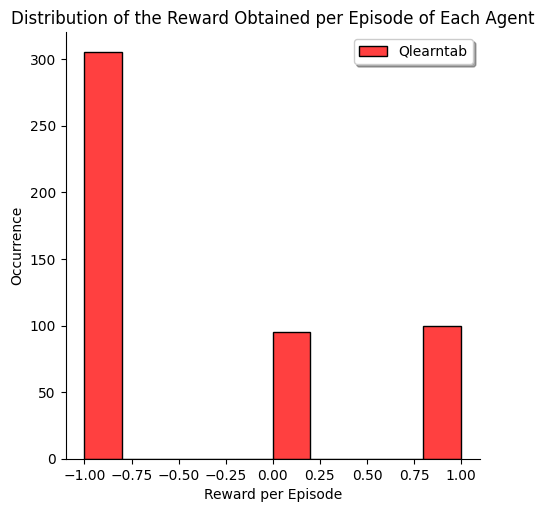 Distribution of the Reward Obtained per Episode of Each Agent
Qlearntab
300
250
200
150
100
50
0
Occurrence
−1.00 −0.75 −0.50 −0.25 0.00 0.25 0.50 0.75 1.00
Reward per Episode